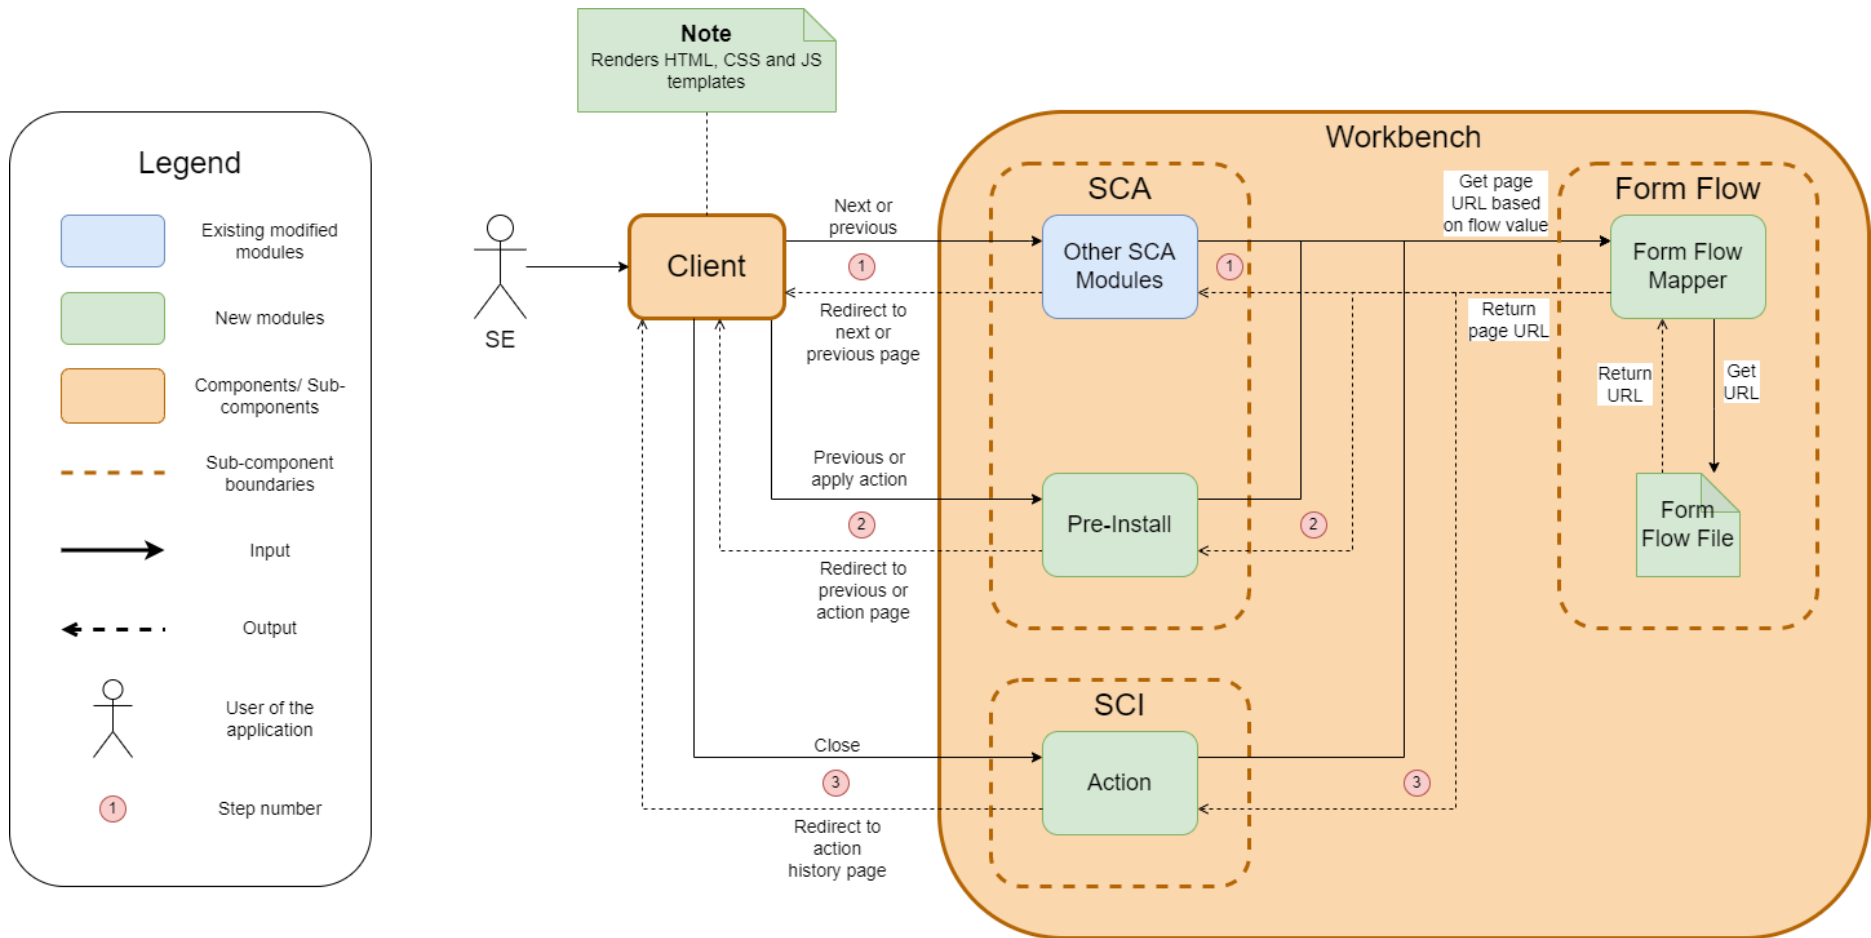 Note
Renders HTML, CSS and JS
templates
Legend
Existing modified
modules
New modules
Components/ Sub-
components
Sub-component
boundaries
Input
Output
User of the
application
1
Step number
SE
Client
Next or
previous
1
Redirect to
next or
previous page
Previous or
apply action
2
Redirect to
previous or
action page
Close
3
Redirect to
action
history page
Workbench
SCA
Other SCA
Modules
1
Pre-Install
2
SCI
Action
3
Get page
URL based
on flow value
Return
page URL
Form Flow
Form Flow
Mapper
Return
URL
Get
URL
Form
Flow File